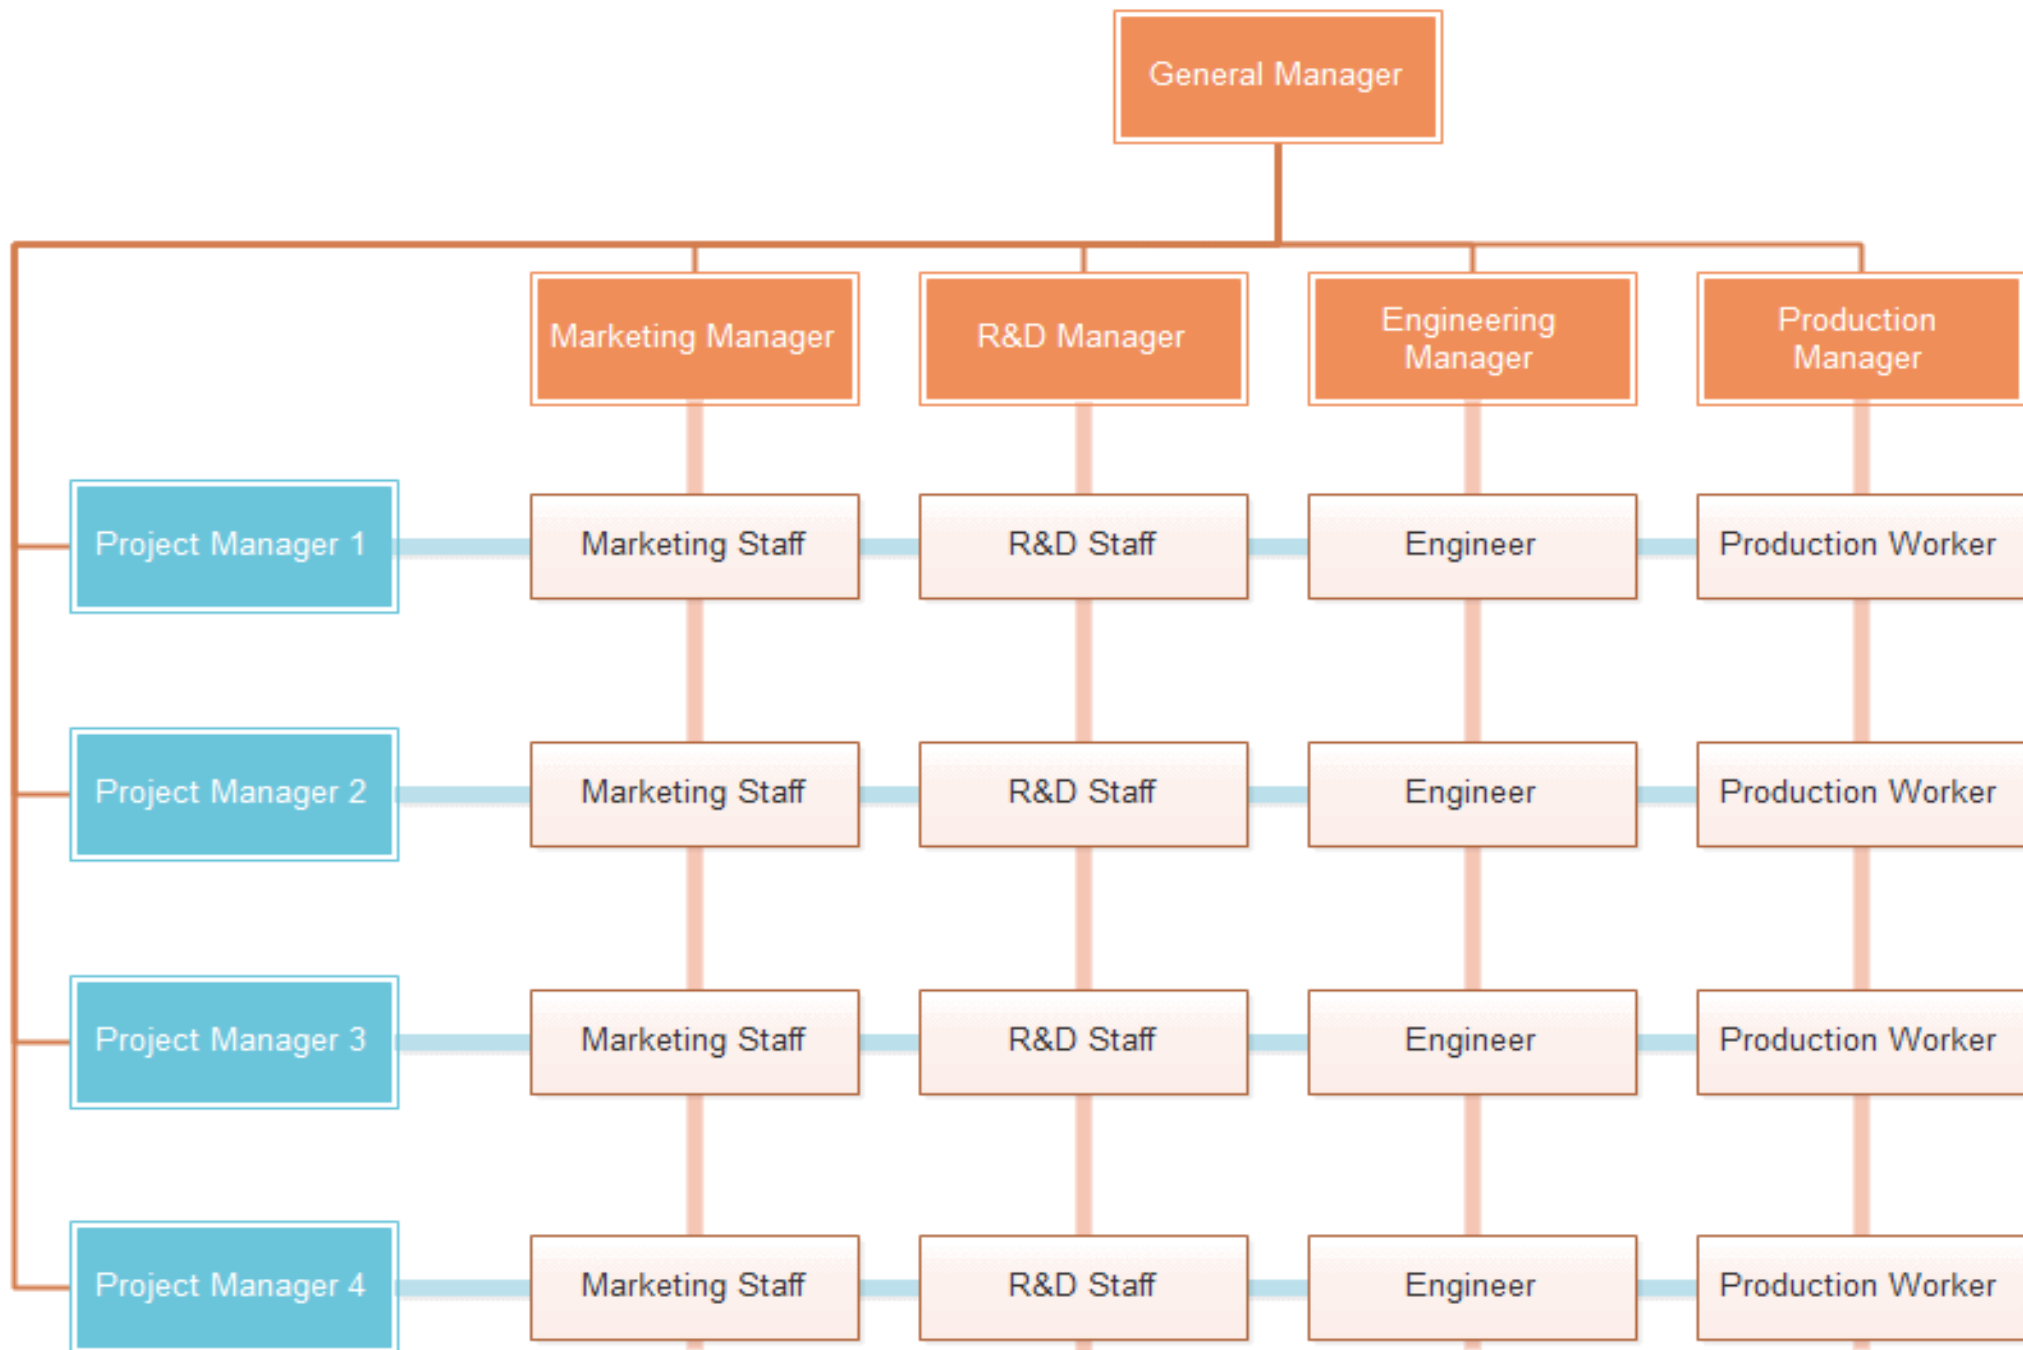 General Manager
Marketing Manager
R&D Manager
Engineering
Manager
Production
Manager
Project Manager 1
Marketing Staff
R&D Staff
Engineer
Production Worker
Project Manager 2
Marketing Staff
R&D Staff
Engineer
Production Worker
Project Manager 3
Marketing Staff
R&D Staff
Engineer
Production Worker
Project Manager 4
Marketing Staff
R&D Staff
Engineer
Production Worker